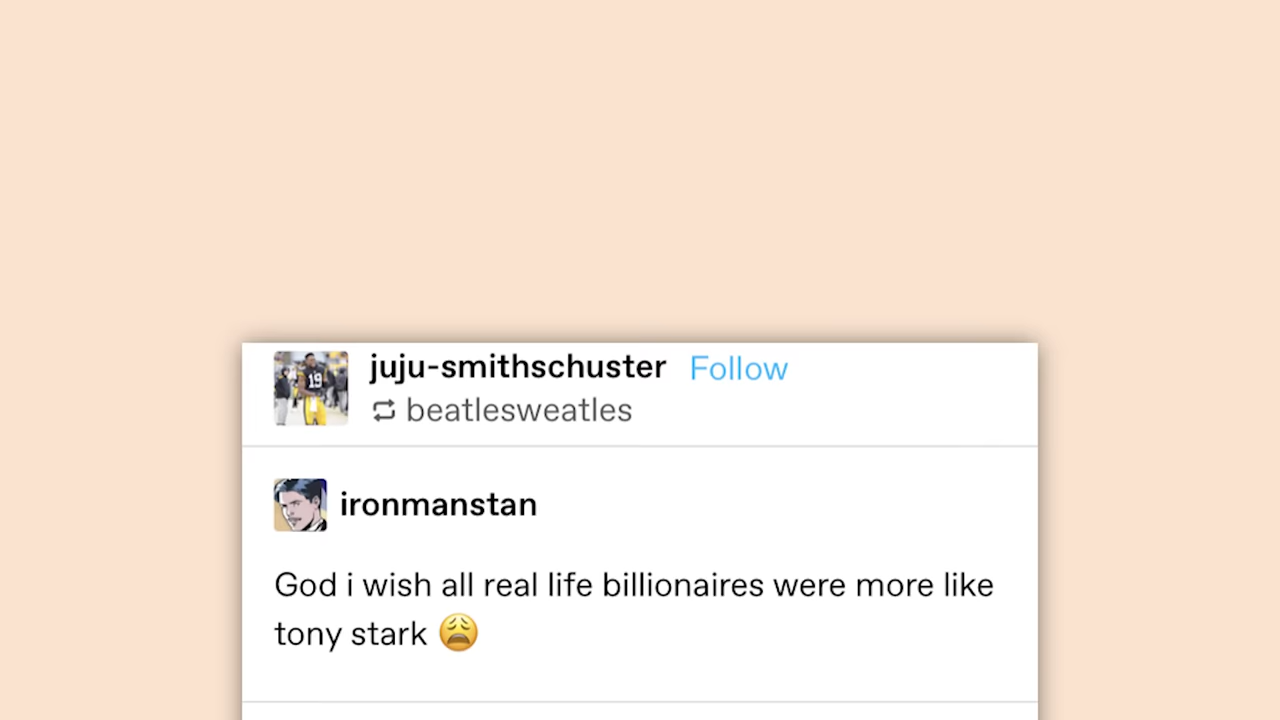 juju-smithschuster Follow
beatlesweatles
ironmanstan
God i wish all real life billionaires were more like
tony stark 😩